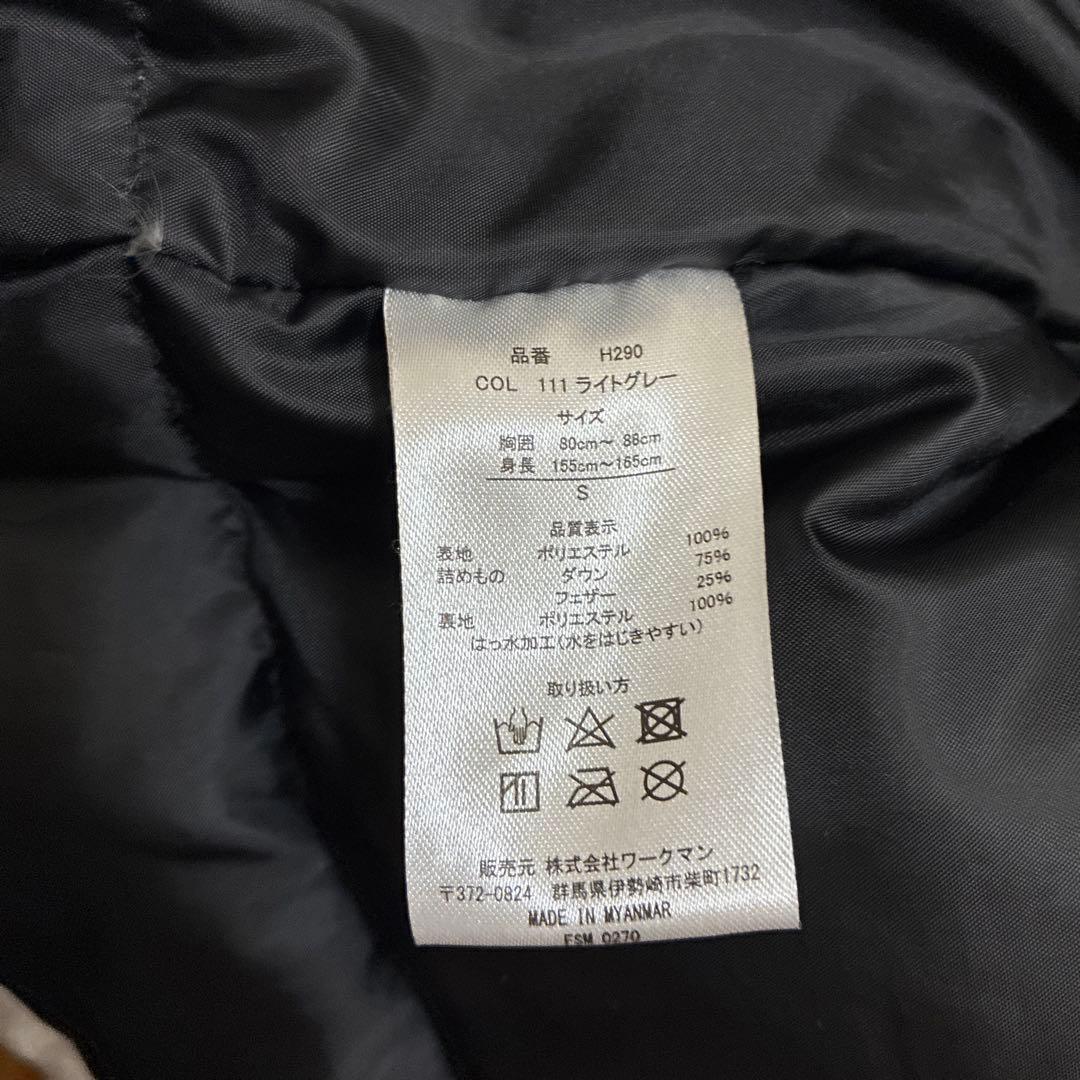 品番 H290
COL 111 ライトグレー
サイズ
胸囲 80cm～ 88cm
身長 155cm～165cm
S
品質表示
表地 ポリエステル 100%
詰めもの ダウン 75%
フェザー 25%
裏地 ポリエステル 100%
はっ水加工(水をはじきやすい)
取り扱い方
販売元 株式会社ワークマン
〒372-0824 群馬県伊勢崎市柴町1732
MADE IN MYANMAR
FSM 0270